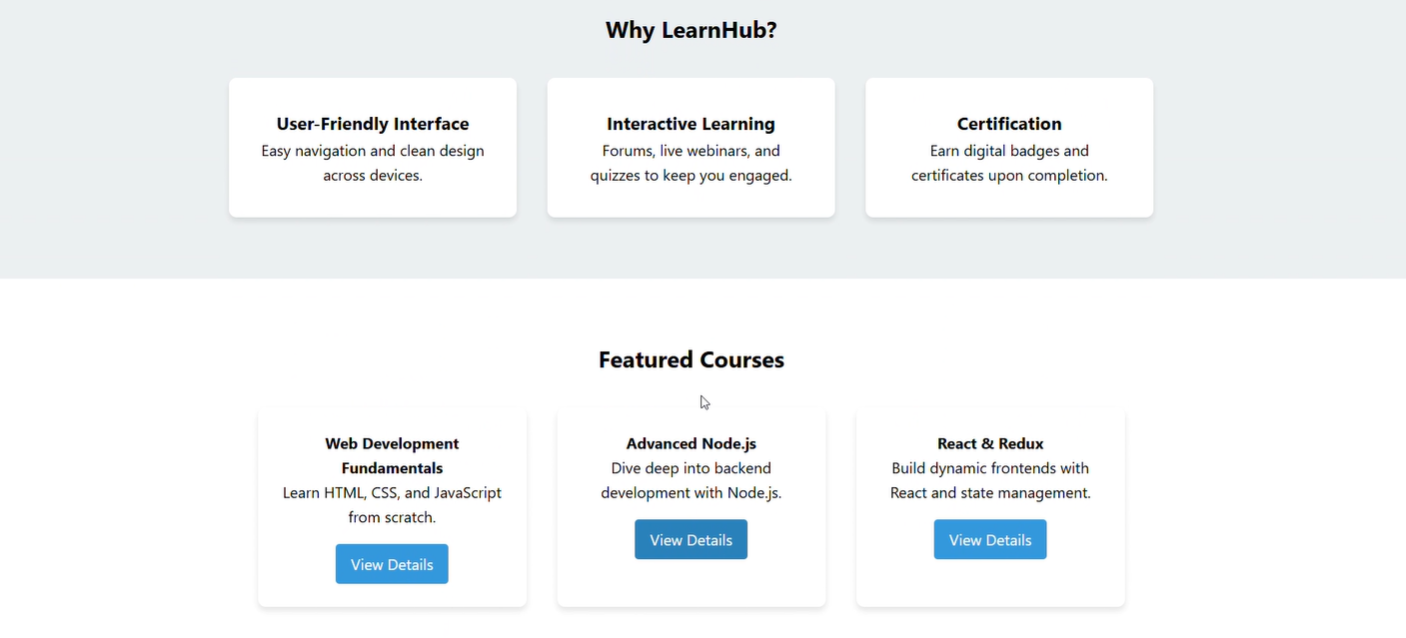 Why LearnHub?
User-Friendly Interface
Easy navigation and clean design
across devices.
Interactive Learning
Forums, live webinars, and
quizzes to keep you engaged.
Certification
Earn digital badges and
certificates upon completion.
Featured Courses
Web Development
Fundamentals
Learn HTML, CSS, and JavaScript
from scratch.
View Details
Advanced Node.js
Dive deep into backend
development with Node.js.
View Details
React & Redux
Build dynamic frontends with
React and state management.
View Details